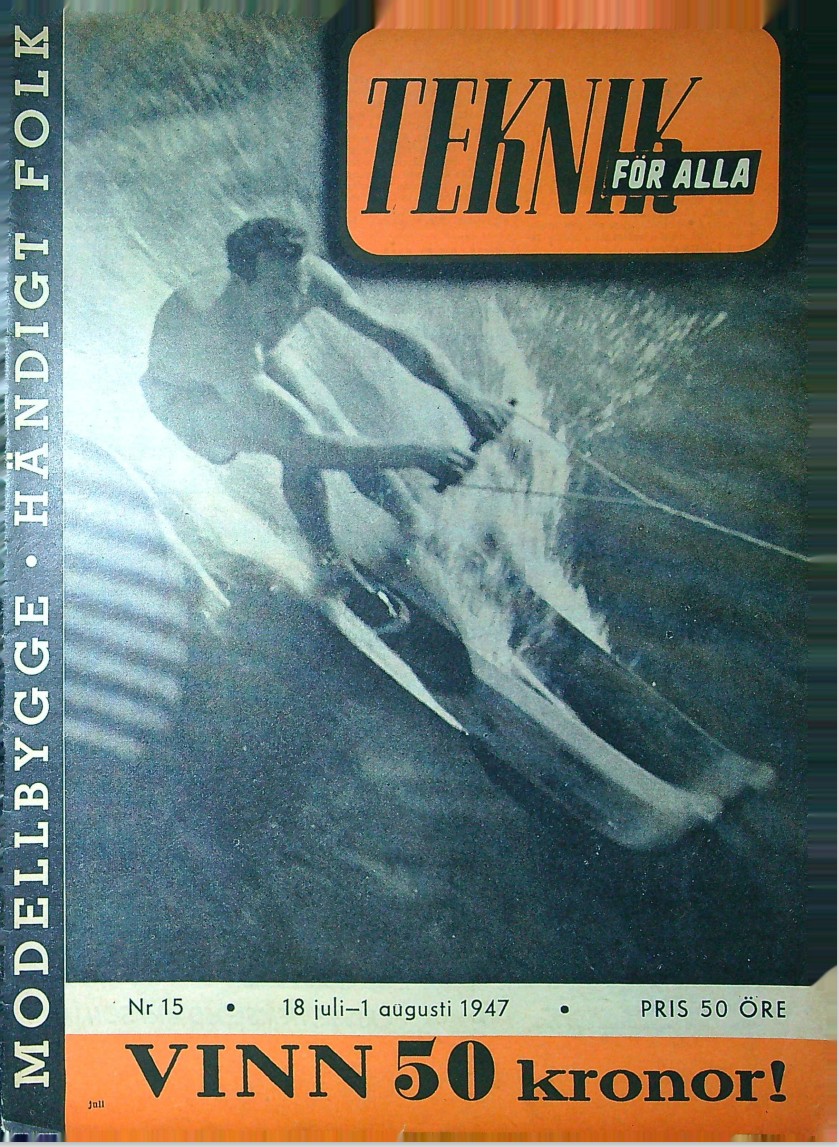 TEKNIK
FÖR ALLA
MODELLBYGGE · HÄNDIGT FOLK
Nr 15 • 18 juli–1 augusti 1947 • PRIS 50 ÖRE
VINN 50 kronor!
juli